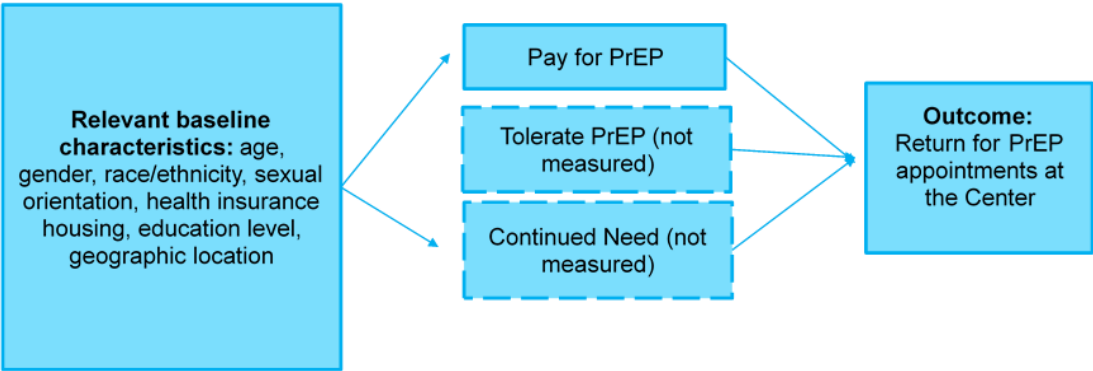 Relevant baseline
characteristics: age,
gender, race/ethnicity, sexual
orientation, health insurance
housing, education level,
geographic location
Pay for PrEP
Tolerate PrEP (not
measured)
Continued Need (not
measured)
Outcome:
Return for PrEP
appointments at
the Center